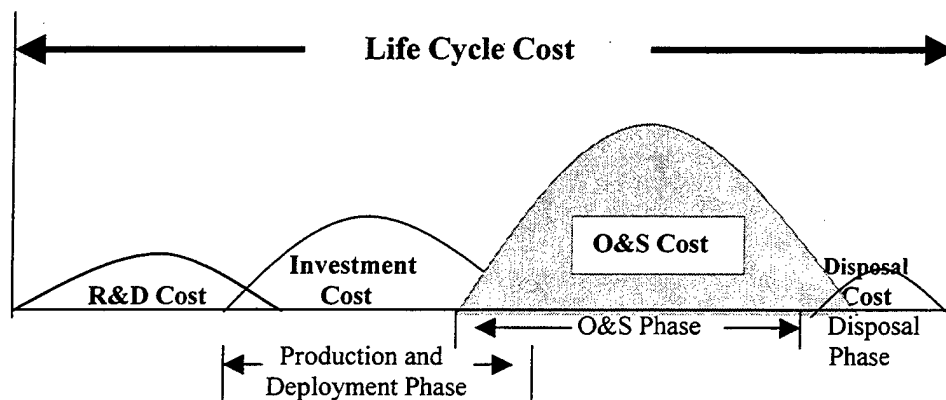 Life Cycle Cost
R&D Cost
Investment
Cost
O&S Cost
Disposal
Cost
O&S Phase
Disposal
Phase
Production and
Deployment Phase